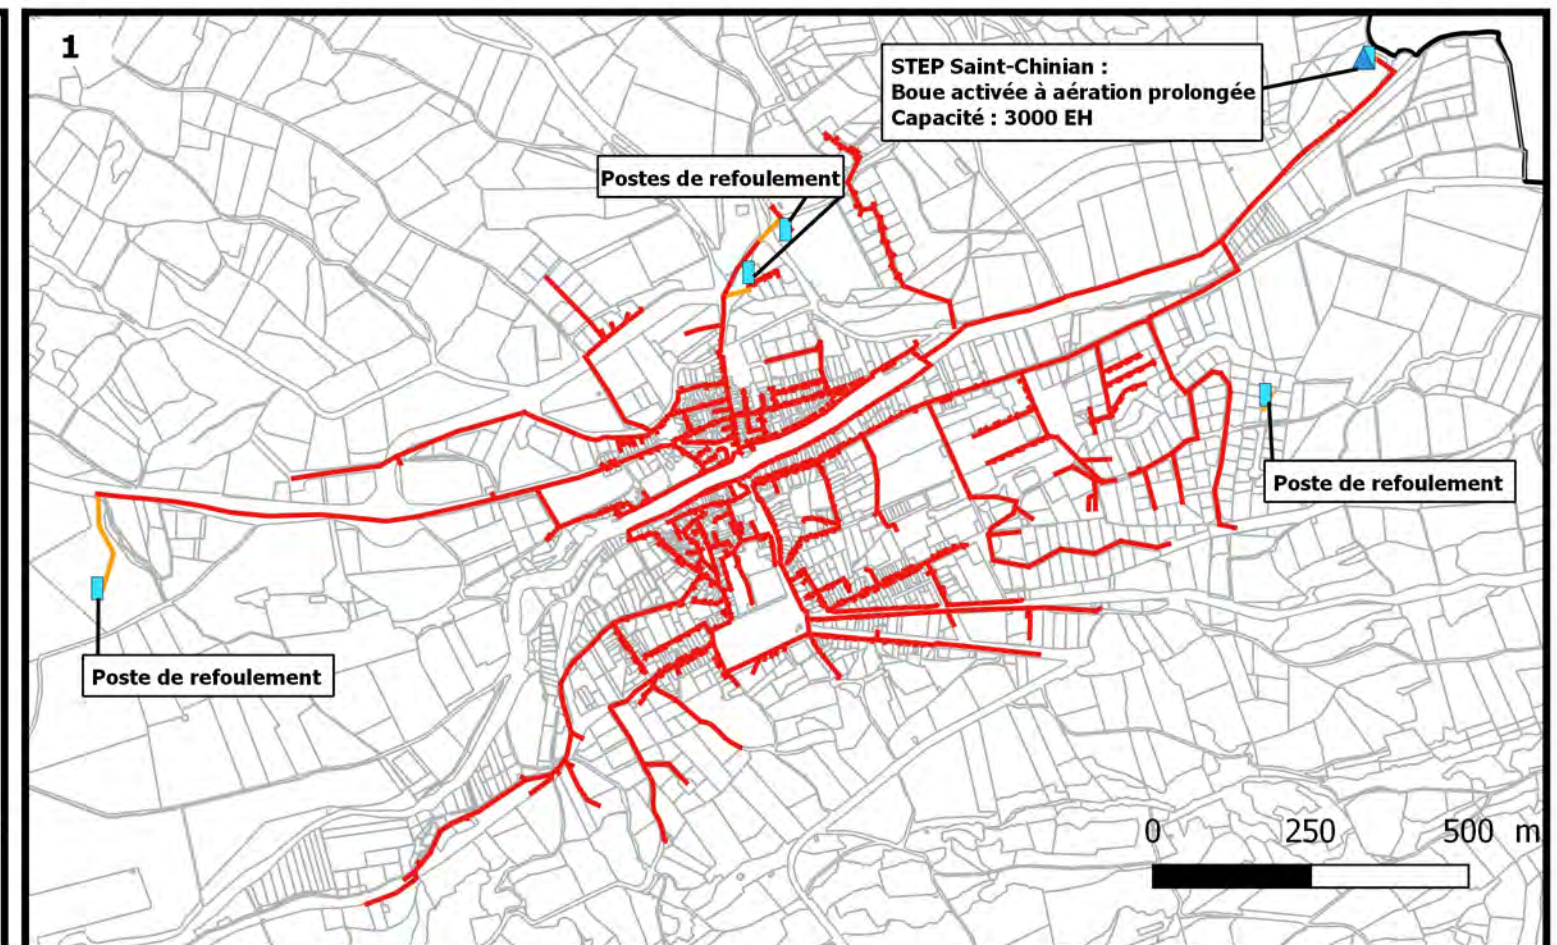 1
STEP Saint-Chinian :
Boue activée à aération prolongée
Capacité : 3000 EH
Postes de refoulement
Poste de refoulement
Poste de refoulement
0 250 500 m